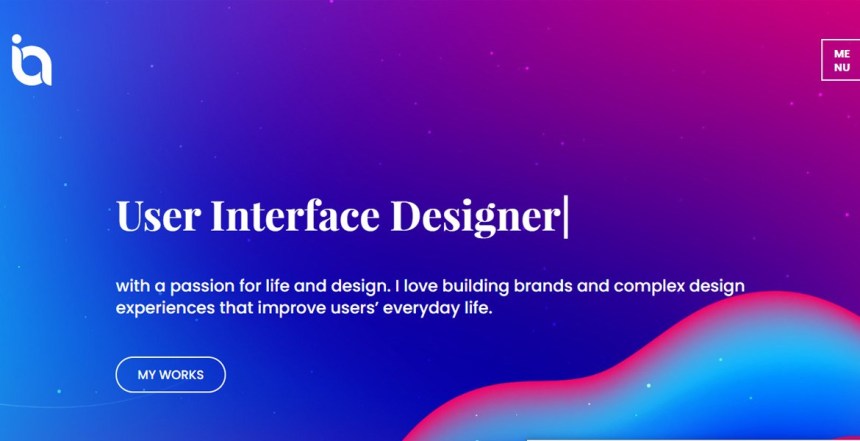 ME
NU
User Interface Designer|
with a passion for life and design. I love building brands and complex design
experiences that improve users’ everyday life.
MY WORKS